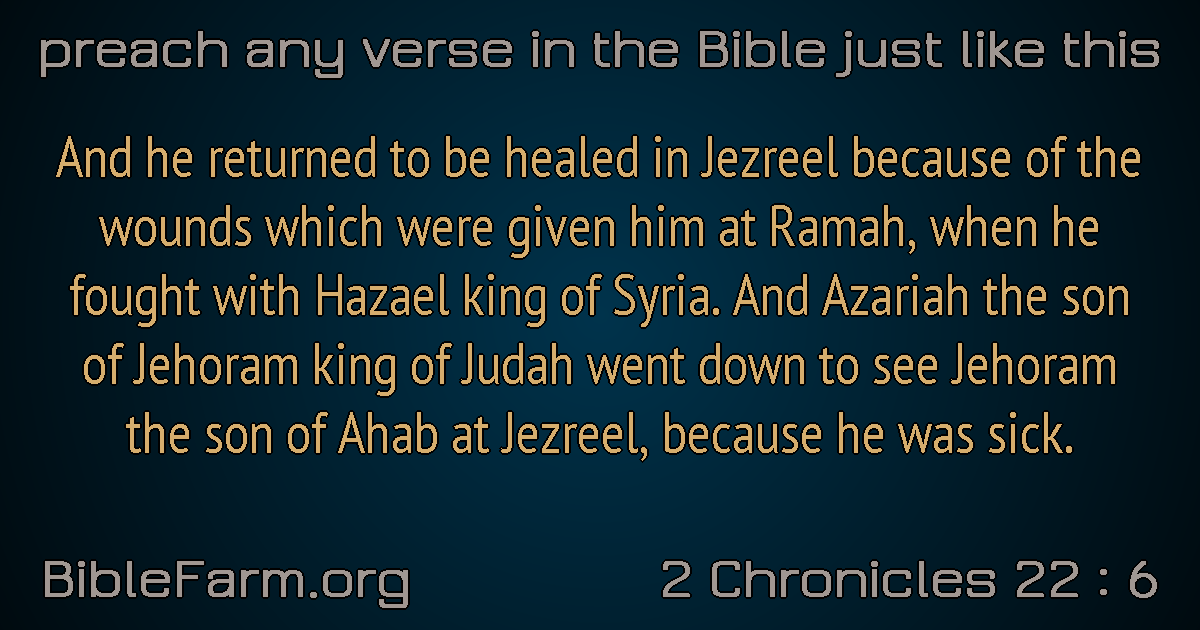 preach any verse in the Bible just like this
And he returned to be healed in Jezreel because of the
wounds which were given him at Ramah, when he
fought with Hazael king of Syria. And Azariah the son
of Jehoram king of Judah went down to see Jehoram
the son of Ahab at Jezreel, because he was sick.
BibleFarm.org
2 Chronicles 22 : 6